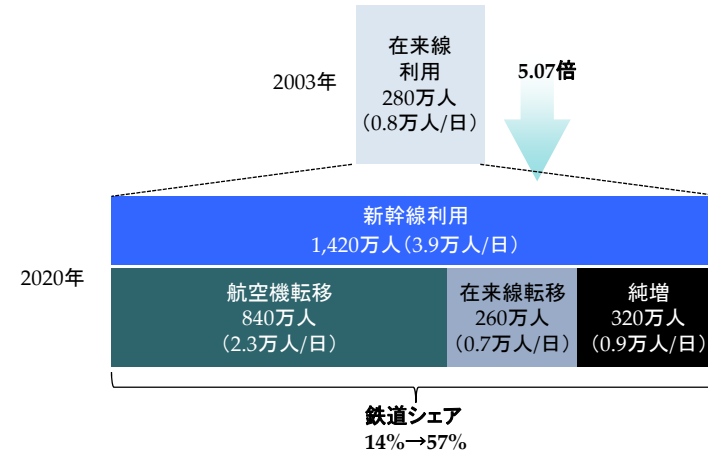 在来線
利用
280万人
（0.8万人/日）
2003年
5.07倍
新幹線利用
1,420万人（3.9万人/日）
2020年
航空機転移
840万人
（2.3万人/日）
在来線転移
260万人
（0.7万人/日）
純増
320万人
（0.9万人/日）
鉄道シェア
14%→57%